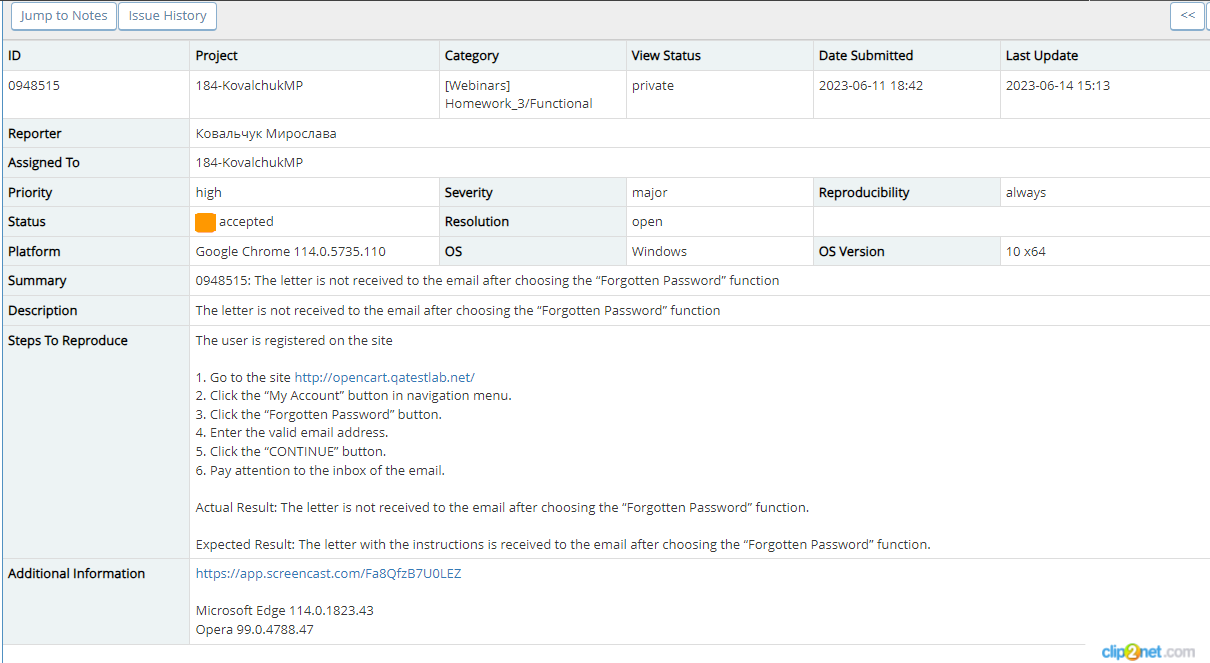 Jump to Notes Issue History <<
ID Project Category View Status Date Submitted Last Update
0948515 184-KovalchukMP [Webinars] private 2023-06-11 18:42 2023-06-14 15:13
Homework_3/Functional
Reporter Ковальчук Мирослава
Assigned To 184-KovalchukMP
Priority high Severity major Reproducibility always
Status accepted Resolution open
Platform Google Chrome 114.0.5735.110 OS Windows OS Version 10 x64
Summary 0948515: The letter is not received to the email after choosing the “Forgotten Password” function
Description The letter is not received to the email after choosing the “Forgotten Password” function
Steps To Reproduce The user is registered on the site
1. Go to the site http://opencart.qatestlab.net/
2. Click the “My Account” button in navigation menu.
3. Click the “Forgotten Password” button.
4. Enter the valid email address.
5. Click the “CONTINUE” button.
6. Pay attention to the inbox of the email.
Actual Result: The letter is not received to the email after choosing the “Forgotten Password” function.
Expected Result: The letter with the instructions is received to the email after choosing the “Forgotten Password” function.
Additional Information https://app.screencast.com/Fa8QfzB7U0LEZ
Microsoft Edge 114.0.1823.43
Opera 99.0.4788.47
clip2net.com